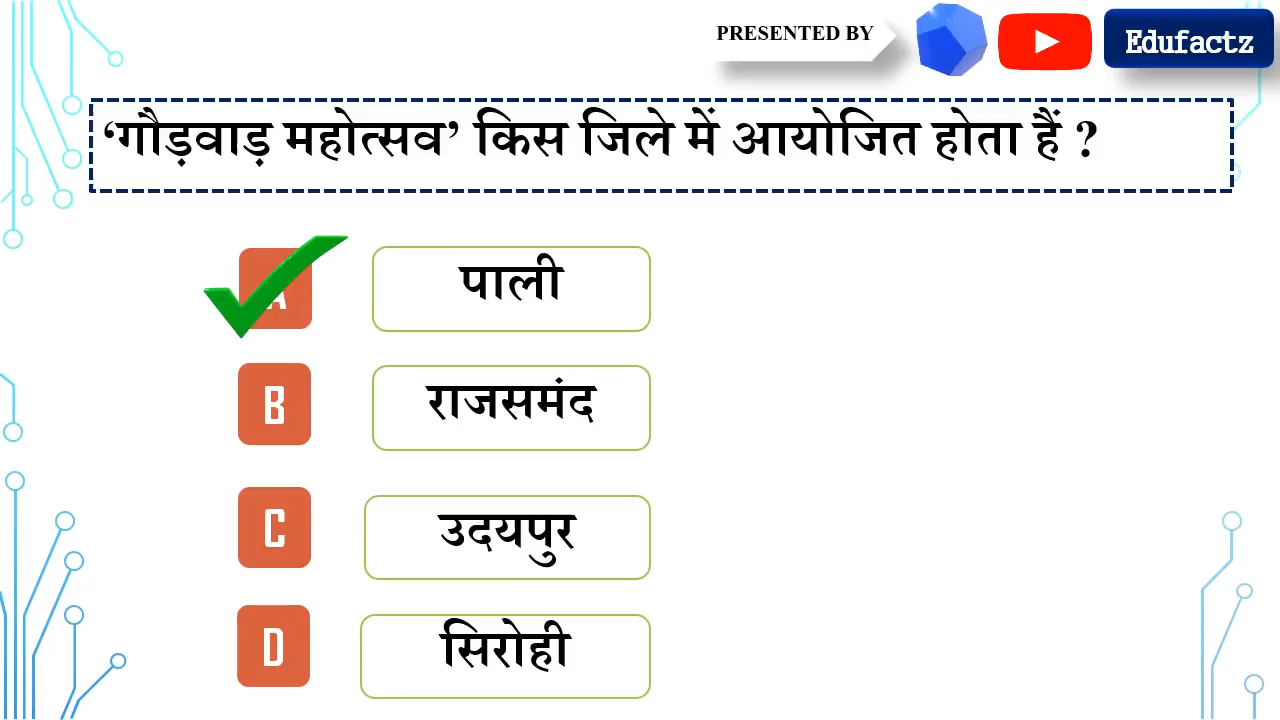 PRESENTED BY
Edufactz
‘गौड़वाड़ महोत्सव’ किस जिले में आयोजित होता हैं ?
A
पाली
B
राजसमंद
C
उदयपुर
D
सिरोही